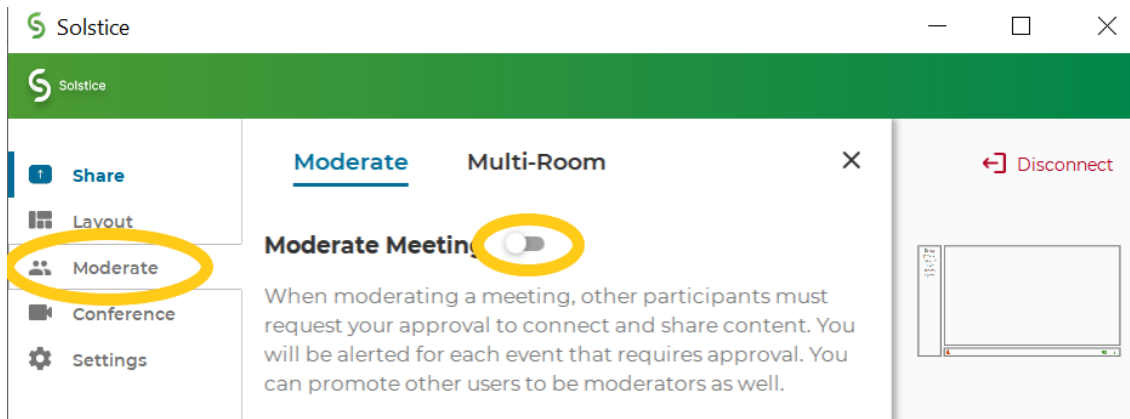 Solstice
Solstice
Share
Layout
Moderate
Conference
Settings
Moderate Multi-Room
Moderate Meeting
When moderating a meeting, other participants must
request your approval to connect and share content. You
will be alerted for each event that requires approval. You
can promote other users to be moderators as well.
Disconnect